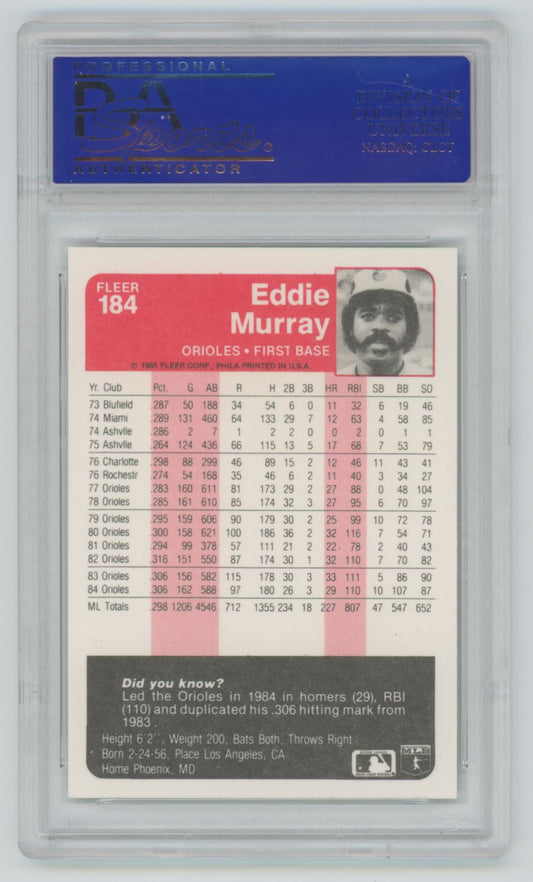 PROFESSIONAL
PSA
AUTHENTICATOR
A
DIVISION OF
COLLECTORS
UNIVERSE
NASDAQ: CLCT
FLEER
184
Eddie
Murray
ORIOLES • FIRST BASE
© 1985 FLEER CORP., PHILA PRINTED IN U.S.A.
Yr. Club Pct. G AB R H 2B 3B HR RBI SB BB SO
73 Blufield .287 50 188 34 54 6 0 11 32 6 19 46
74 Miami .289 131 460 64 133 29 7 12 63 4 58 85
74 Ashvlle .286 2 7 1 2 2 0 0 2 0 1 1
75 Ashvlle .264 124 436 66 115 13 5 17 68 7 53 79
76 Charlotte .298 88 299 46 89 15 2 12 46 11 43 41
76 Rochestr .274 54 168 35 46 6 2 11 40 3 34 27
77 Orioles .283 160 611 81 173 29 2 27 88 0 48 104
78 Orioles .285 161 610 85 174 32 3 27 95 6 70 97
79 Orioles .295 159 606 90 179 30 2 25 99 10 72 78
80 Orioles .300 158 621 100 186 36 2 32 116 7 54 71
81 Orioles .294 99 378 57 111 21 2 22 78 2 40 43
82 Orioles .316 151 550 87 174 30 1 32 110 7 70 82
83 Orioles .306 156 582 115 178 30 3 33 111 5 86 90
84 Orioles .306 162 588 97 180 26 3 29 110 10 107 87
ML Totals .298 1206 4546 712 1355 234 18 227 807 47 547 652
Did you know?
Led the Orioles in 1984 in homers (29), RBI
(110) and duplicated his .306 hitting mark from
1983.
Height 6'2'', Weight 200, Bats Both, Throws Right
Born 2-24-56, Place Los Angeles, CA
Home Phoenix, MD